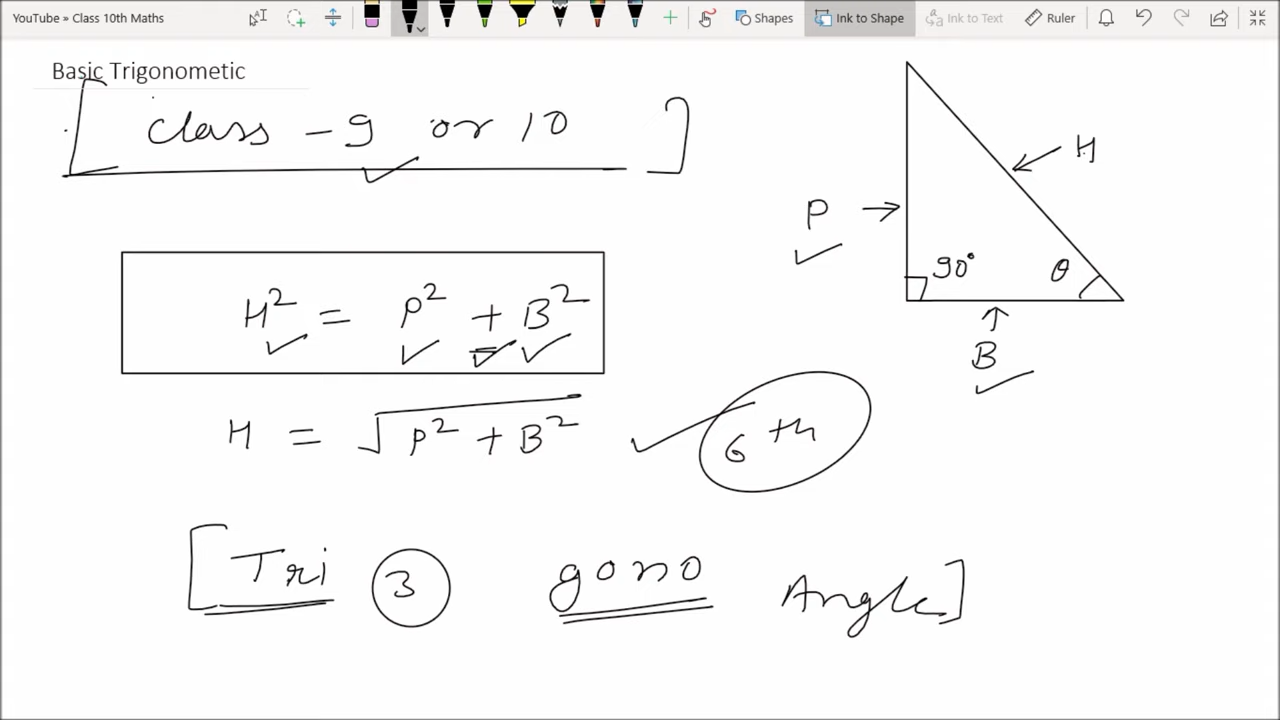 YouTube » Class 10th Maths
Shapes
Ink to Shape
Ink to Text
Ruler
Basic Trigonometic
[ class - 9 or 10 ]
H
P →
90°
θ
↑
B
H² = P² + B²
H = √P² + B²
6th
[Tri 3 gono Angle]